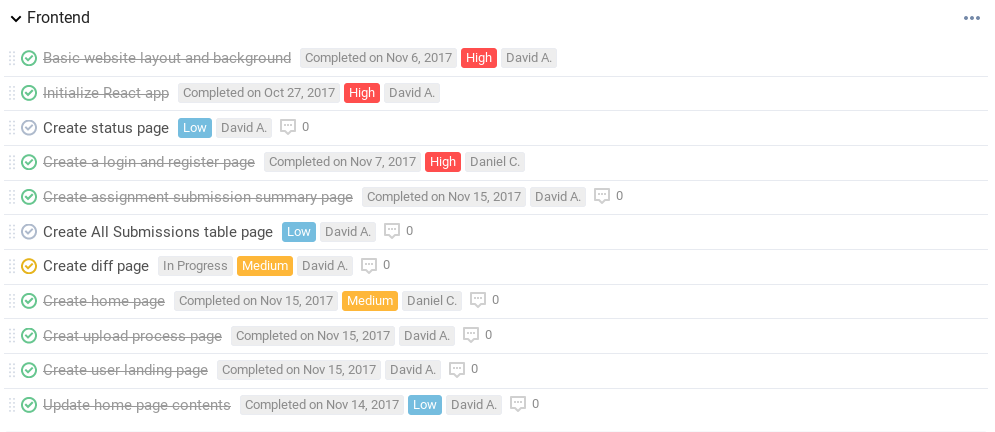 Frontend
Basic website layout and background Completed on Nov 6, 2017 High David A.
Initialize React app Completed on Oct 27, 2017 High David A.
Create status page Low David A. 0
Create a login and register page Completed on Nov 7, 2017 High Daniel C.
Create assignment submission summary page Completed on Nov 15, 2017 David A. 0
Create All Submissions table page Low David A. 0
Create diff page In Progress Medium David A. 0
Create home page Completed on Nov 15, 2017 Medium Daniel C. 0
Creat upload process page Completed on Nov 15, 2017 David A. 0
Create user landing page Completed on Nov 15, 2017 David A. 0
Update home page contents Completed on Nov 14, 2017 Low David A. 0